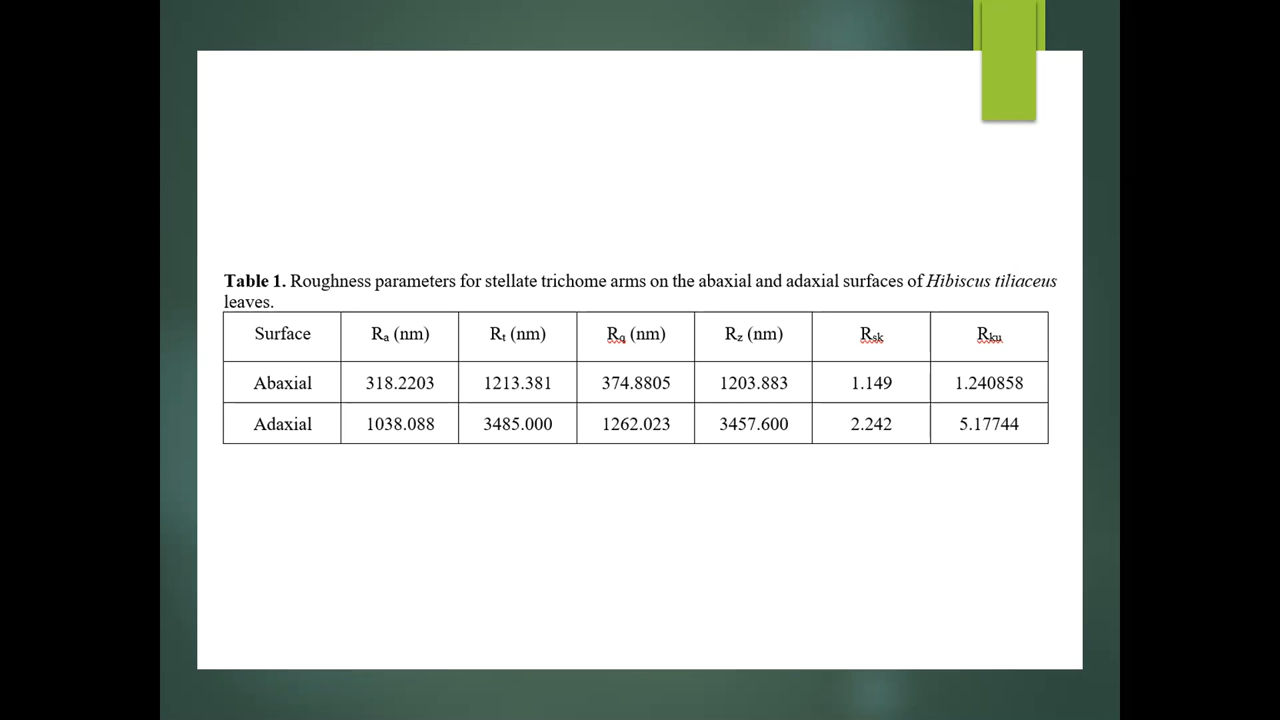 Table 1. Roughness parameters for stellate trichome arms on the abaxial and adaxial surfaces of Hibiscus tiliaceus
leaves.
Surface Rₐ (nm) Rₜ (nm) Rq (nm) R_z (nm) Rsk Rku
Abaxial 318.2203 1213.381 374.8805 1203.883 1.149 1.240858
Adaxial 1038.088 3485.000 1262.023 3457.600 2.242 5.17744